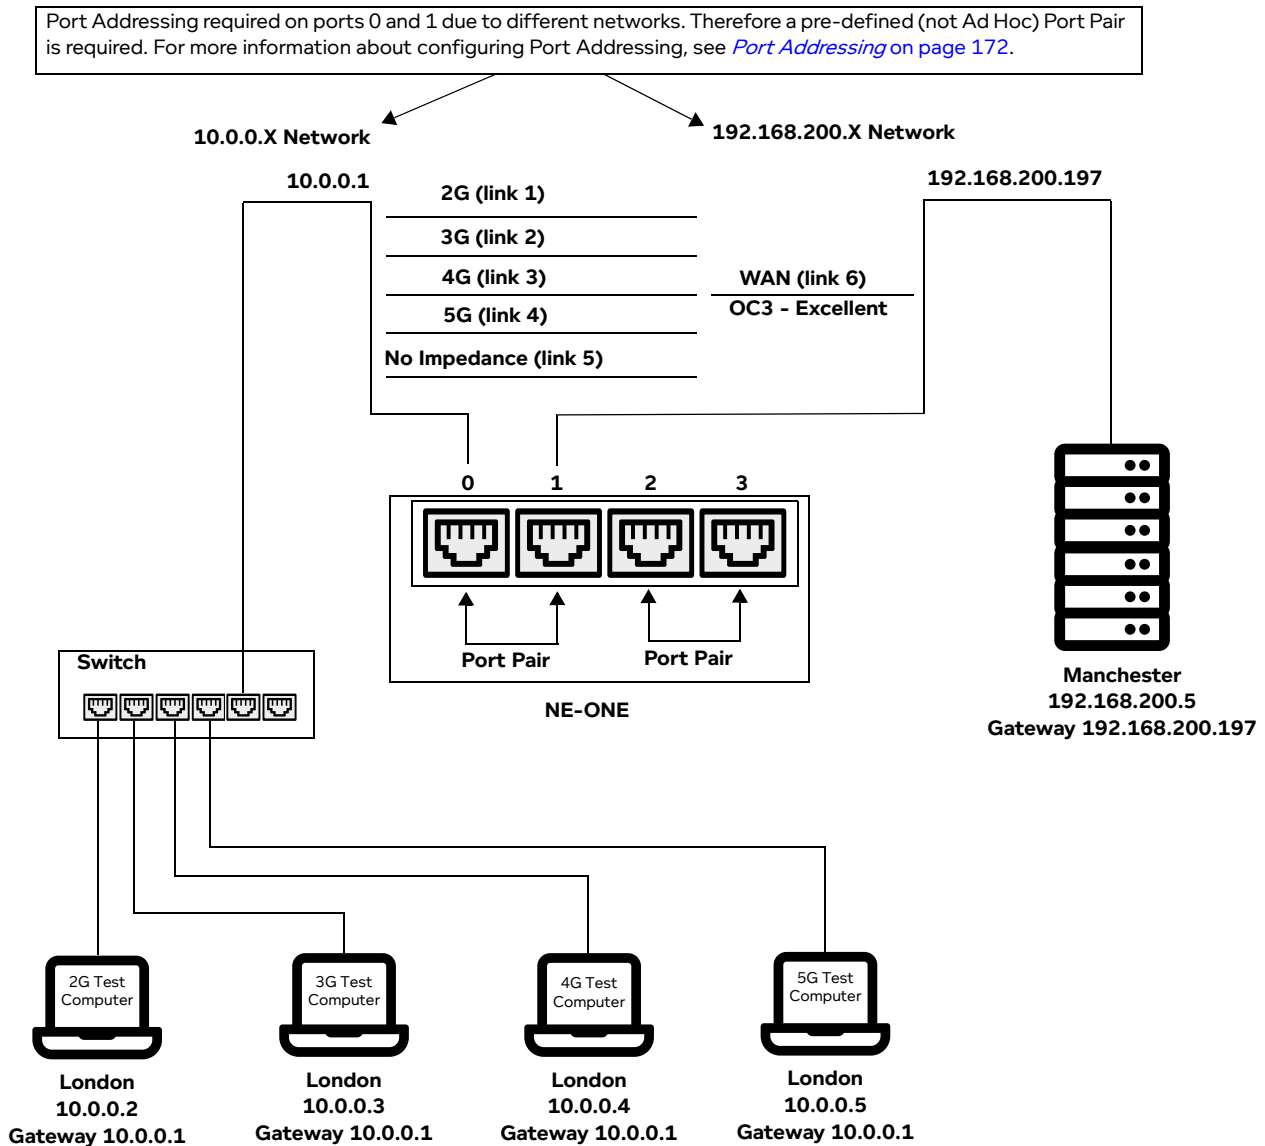 Port Addressing required on ports 0 and 1 due to different networks. Therefore a pre-defined (not Ad Hoc) Port Pair
is required. For more information about configuring Port Addressing, see Port Addressing on page 172.
10.0.0.X Network
192.168.200.X Network
10.0.0.1
192.168.200.197
2G (link 1)
3G (link 2)
4G (link 3)
5G (link 4)
No Impedance (link 5)
WAN (link 6)
OC3 - Excellent
0 1 2 3
Port Pair
Port Pair
NE-ONE
Switch
Manchester
192.168.200.5
Gateway 192.168.200.197
2G Test
Computer
London
10.0.0.2
Gateway 10.0.0.1
3G Test
Computer
London
10.0.0.3
Gateway 10.0.0.1
4G Test
Computer
London
10.0.0.4
Gateway 10.0.0.1
5G Test
Computer
London
10.0.0.5
Gateway 10.0.0.1